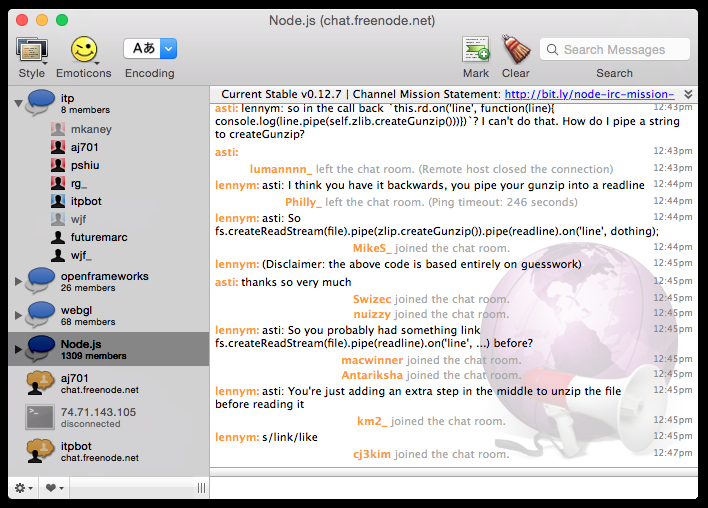 Node.js (chat.freenode.net)
Style
Emoticons
Aあ
Encoding
Mark
Clear
Search Messages
Search
itp
8 members
mkaney
aj701
pshiu
rg_
itpbot
wjf
futuremarc
wjf_
openframeworks
26 members
webgl
68 members
Node.js
1309 members
aj701
chat.freenode.net
74.71.143.105
disconnected
itpbot
chat.freenode.net
Current Stable v0.12.7 | Channel Mission Statement: http://bit.ly/node-irc-mission-
asti: lennym: so in the call back `this.rd.on('line', function(line){ 12:43pm
console.log(line.pipe(self.zlib.createGunzip()))})`? I can't do that. How do I pipe a string
to createGunzip?
asti: 12:43pm
lumannnn_ left the chat room. (Remote host closed the connection) 12:43pm
lennym: asti: I think you have it backwards, you pipe your gunzip into a readline 12:44pm
Philly_ left the chat room. (Ping timeout: 246 seconds) 12:44pm
lennym: asti: So 12:44pm
fs.createReadStream(file).pipe(zlip.createGunzip()).pipe(readline).on('line', dothing);
MikeS_ joined the chat room. 12:44pm
lennym: (Disclaimer: the above code is based entirely on guesswork) 12:45pm
asti: thanks so very much 12:45pm
Swizec joined the chat room. 12:45pm
nuizzy joined the chat room. 12:45pm
lennym: asti: So you probably had something link 12:45pm
fs.createReadStream(file).pipe(readline).on('line', ...) before?
macwinner joined the chat room. 12:45pm
Antariksha joined the chat room. 12:45pm
lennym: asti: You're just adding an extra step in the middle to unzip the file 12:45pm
before reading it
km2_ joined the chat room. 12:45pm
lennym: s/link/like 12:45pm
cj3kim joined the chat room. 12:47pm